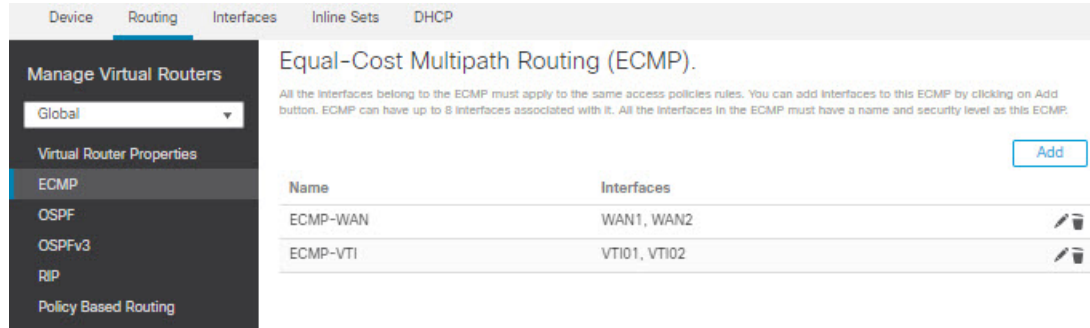 Device Routing Interfaces Inline Sets DHCP
Manage Virtual Routers
Global
Virtual Router Properties
ECMP
OSPF
OSPFv3
RIP
Policy Based Routing
Equal-Cost Multipath Routing (ECMP).
All the interfaces belong to the ECMP must apply to the same access policies rules. You can add interfaces to this ECMP by clicking on Add
button. ECMP can have up to 8 interfaces associated with it. All the interfaces in the ECMP must have a name and security level as this ECMP.
Add
Name Interfaces
ECMP-WAN WAN1, WAN2
ECMP-VTI VTI01, VTI02